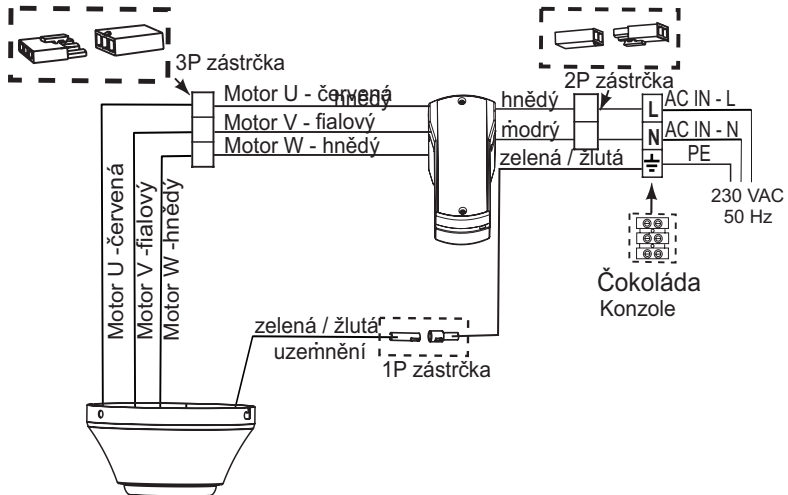 3P zástrčka
2P zástrčka
Motor U - červená
hnědý
hnědý
L
AC IN - L
Motor V - fialový
modrý
N
AC IN - N
Motor W - hnědý
zelená / žlutá
PE
230 VAC
50 Hz
Motor U -červená
Motor V -fialový
Motor W -hnědý
Čokoláda
Konzole
zelená / žlutá
uzemnění
1P zástrčka